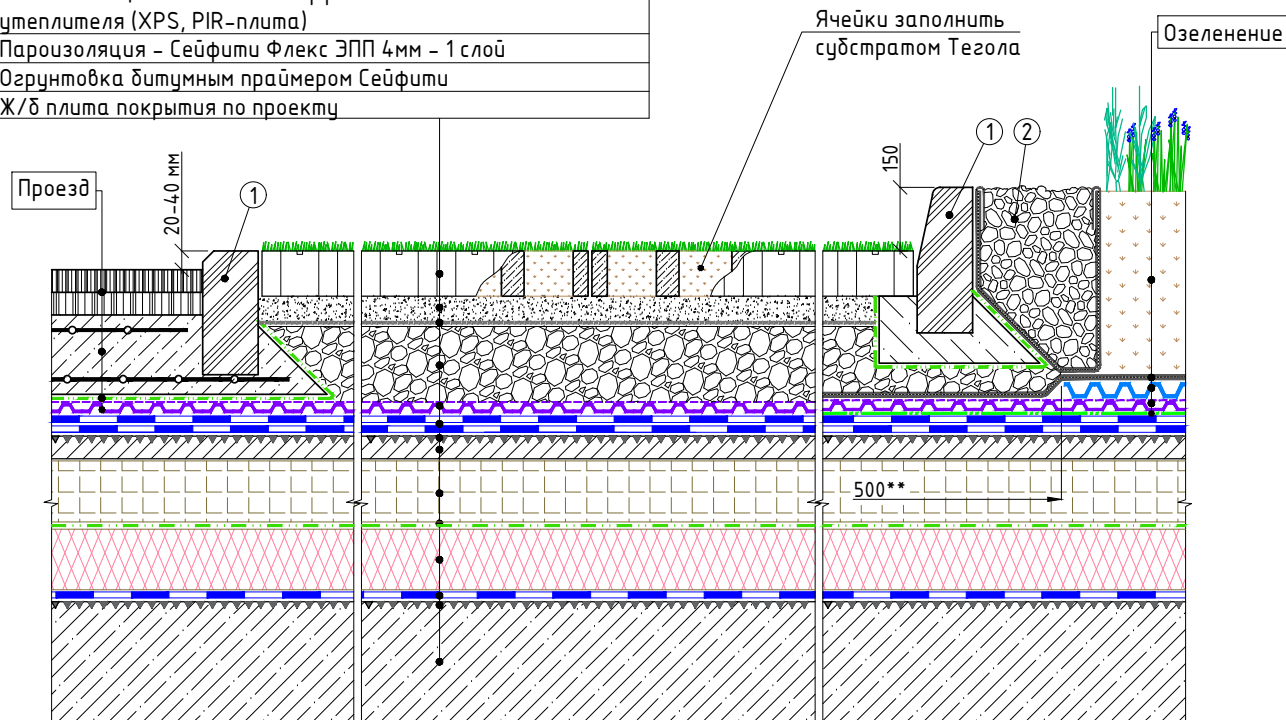 утеплителя (XPS, PIR-плита)
Пароизоляция - Сейфити Флекс ЭПП 4мм - 1 слой
Огрунтовка битумным праймером Сейфити
Ж/б плита покрытия по проекту
Ячейки заполнить
субстратом Тегола
Озеленение
Проезд
20-40 мм
1
150
1
2
500**